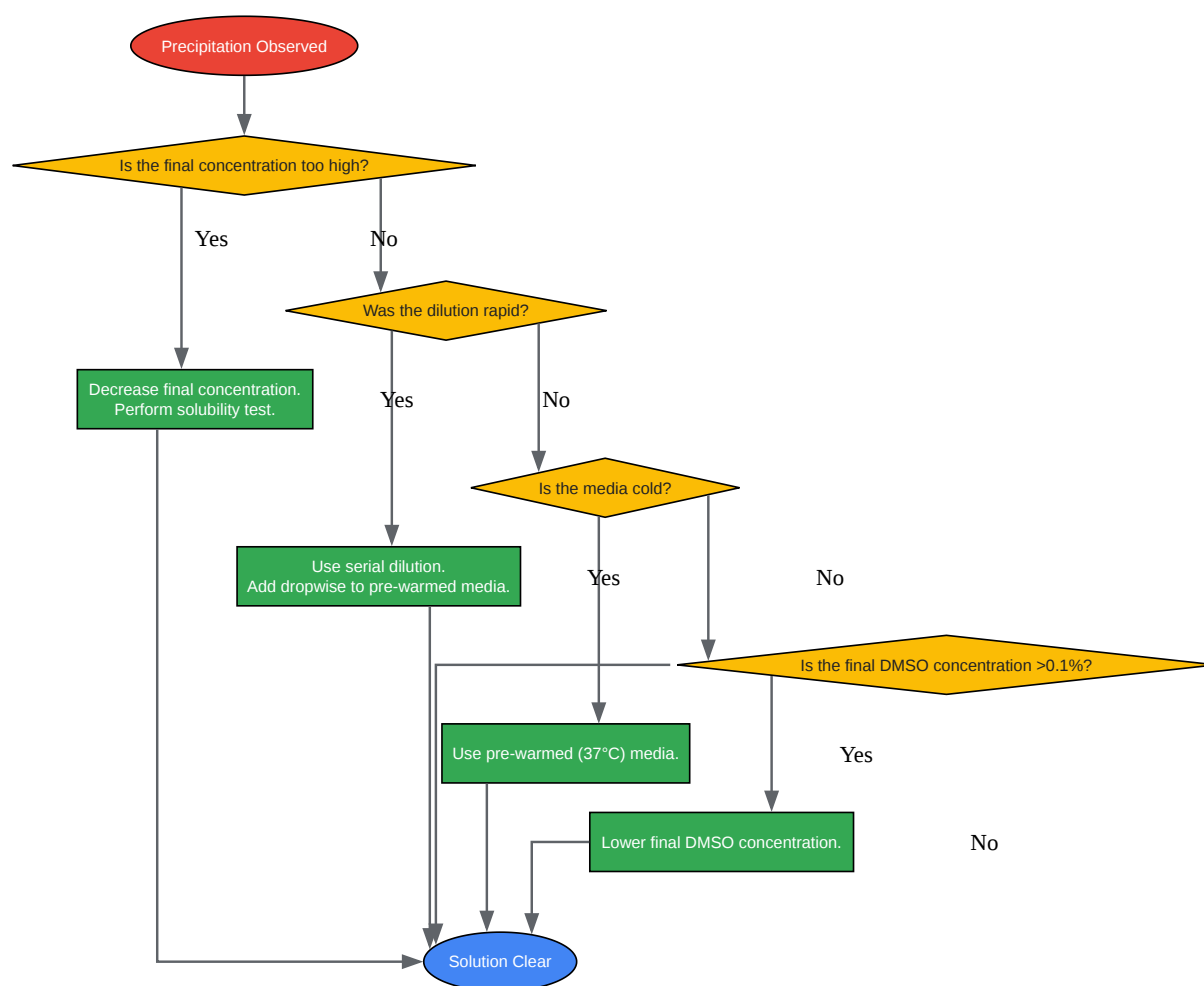 Precipitation Observed
Is the final concentration too high?
Yes
No
Was the dilution rapid?
Decrease final concentration.
Perform solubility test.
Yes
No
Is the media cold?
Use serial dilution.
Add dropwise to pre-warmed media.
Yes
No
Is the final DMSO concentration >0.1%?
Use pre-warmed (37°C) media.
Yes
Lower final DMSO concentration.
No
Solution Clear